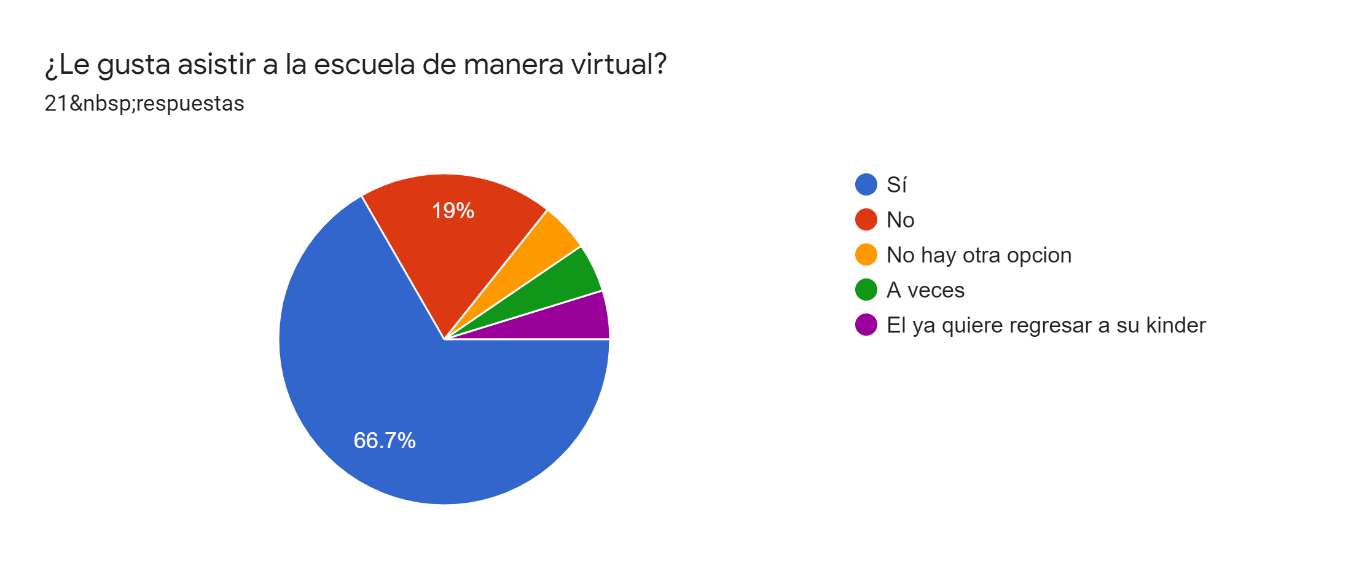 ¿Le gusta asistir a la escuela de manera virtual?
21&nbsp;respuestas
19%
66.7%
Sí
No
No hay otra opcion
A veces
El ya quiere regresar a su kinder